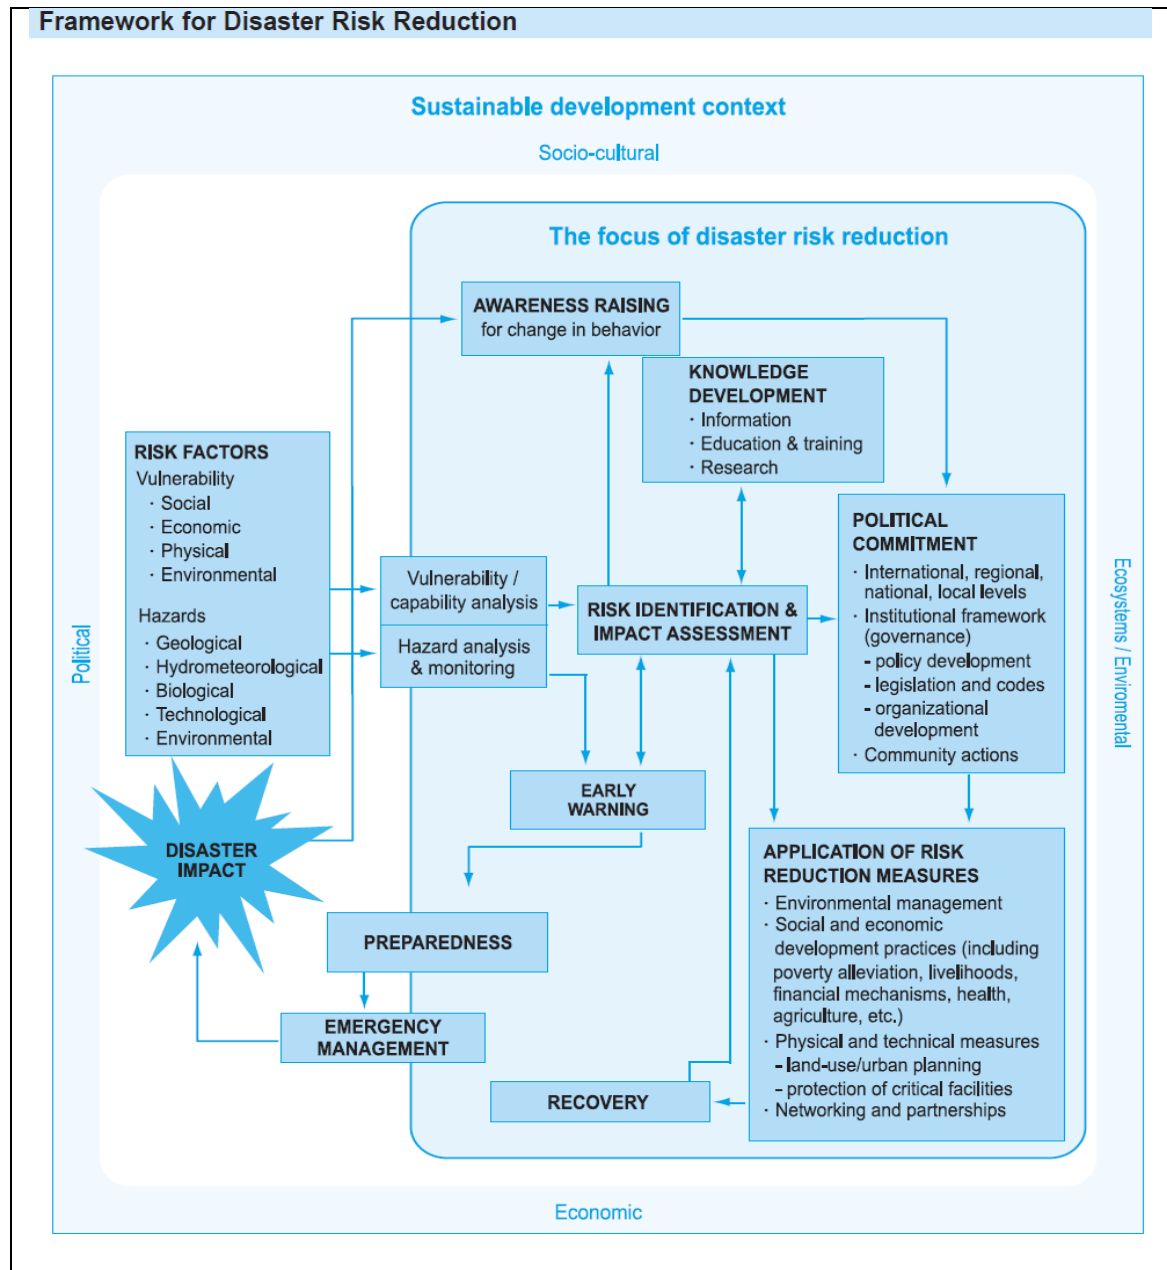 Framework for Disaster Risk Reduction
Sustainable development context
Socio-cultural
The focus of disaster risk reduction
AWARENESS RAISING
for change in behavior
KNOWLEDGE
DEVELOPMENT
· Information
· Education & training
· Research
RISK FACTORS
Vulnerability
· Social
· Economic
· Physical
· Environmental
Hazards
· Geological
· Hydrometeorological
· Biological
· Technological
· Environmental
Political
Vulnerability /
capability analysis
Hazard analysis
& monitoring
RISK IDENTIFICATION &
IMPACT ASSESSMENT
POLITICAL
COMMITMENT
· International, regional,
national, local levels
· Institutional framework
(governance)
- policy development
- legislation and codes
- organizational
development
· Community actions
Ecosystems / Enviromental
EARLY
WARNING
DISASTER
IMPACT
APPLICATION OF RISK
REDUCTION MEASURES
· Environmental management
· Social and economic
development practices (including
poverty alleviation, livelihoods,
financial mechanisms, health,
agriculture, etc.)
· Physical and technical measures
- land-use/urban planning
- protection of critical facilities
· Networking and partnerships
PREPAREDNESS
EMERGENCY
MANAGEMENT
RECOVERY
Economic